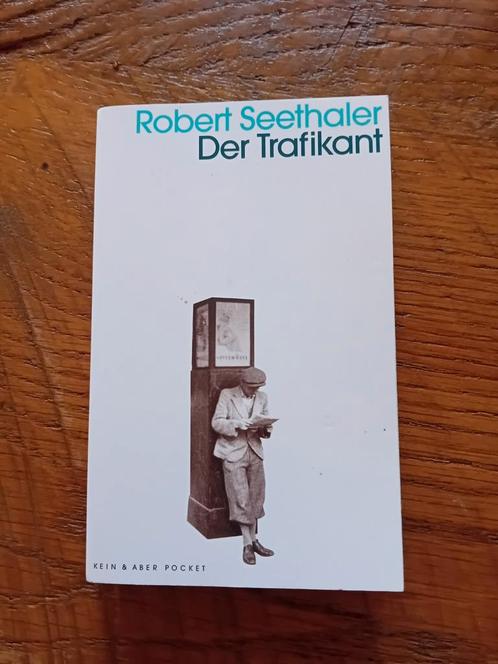 Robert Seethaler
Der Trafikant
KEIN & ABER POCKET